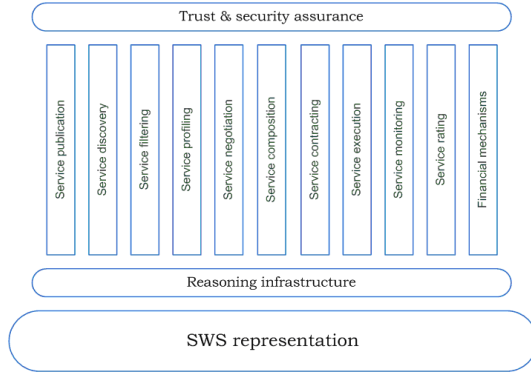 Trust & security assurance
Service publication
Service discovery
Service filtering
Service profiling
Service negotiation
Service composition
Service contracting
Service execution
Service monitoring
Service rating
Financial mechanisms
Reasoning infrastructure
SWS representation